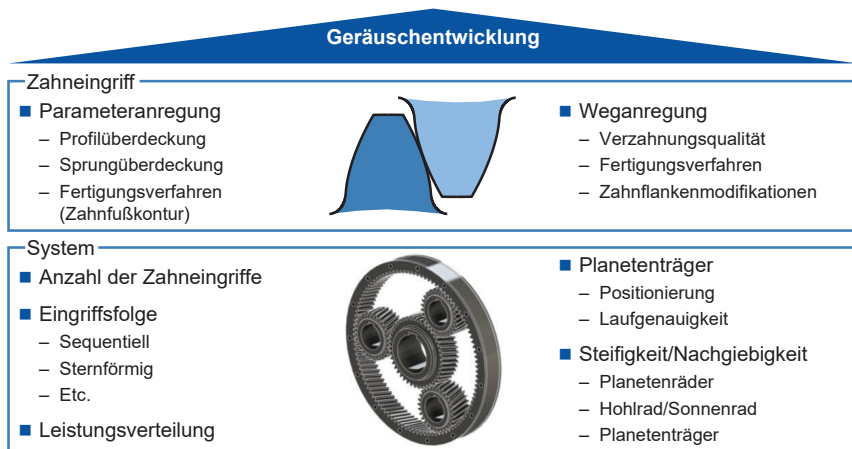 Geräuschentwicklung
Zahneingriff
Parameteranregung
– Profilüberdeckung
– Sprungüberdeckung
– Fertigungsverfahren
(Zahnfußkontur)
Weganregung
– Verzahnungsqualität
– Fertigungsverfahren
– Zahnflankenmodifikationen
System
Anzahl der Zahneingriffe
Eingriffsfolge
– Sequentiell
– Sternförmig
– Etc.
Leistungsverteilung
Planetenträger
– Positionierung
– Laufgenauigkeit
Steifigkeit/Nachgiebigkeit
– Planetenräder
– Hohlrad/Sonnenrad
– Planetenträger